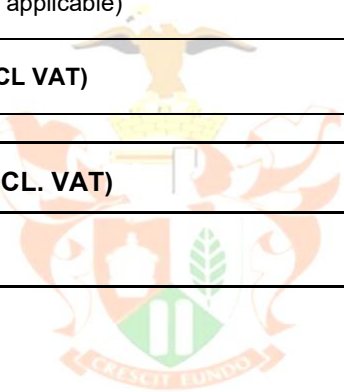 applicable)
CL VAT)
CL. VAT)
CRESCIT EUNDO